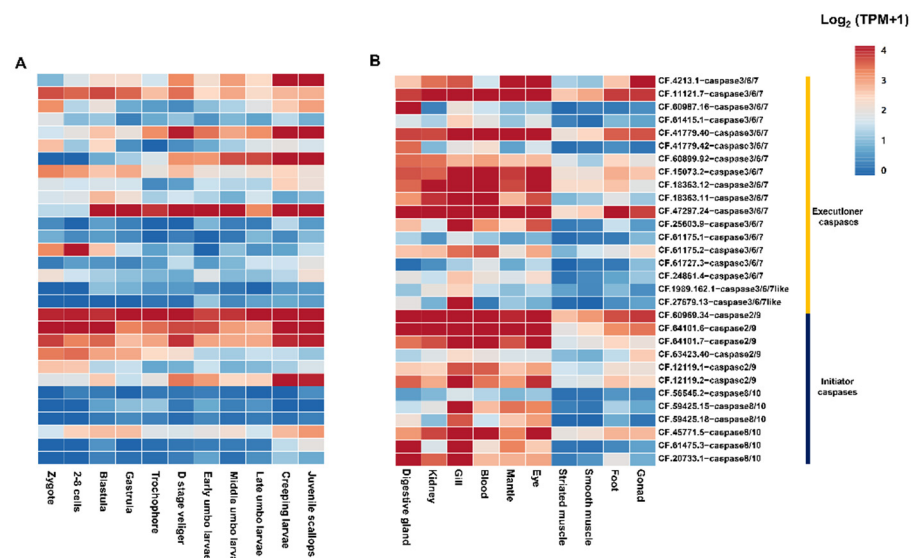 Log2 (TPM+1)
A
B
4
3
2
1
0
CF.4213.1-caspase3/6/7
CF.11121.7-caspase3/6/7
CF.60987.16-caspase3/6/7
CF.61415.1-caspase3/6/7
CF.41779.40-caspase3/6/7
CF.41779.42-caspase3/6/7
CF.60899.92-caspase3/6/7
CF.15073.2-caspase3/6/7
CF.18363.12-caspase3/6/7
CF.18363.11-caspase3/6/7
CF.47297.24-caspase3/6/7
CF.25603.9-caspase3/6/7
CF.61175.1-caspase3/6/7
CF.61175.2-caspase3/6/7
CF.61727.3-caspase3/6/7
CF.24861.4-caspase3/6/7
CF.1989.162.1-caspase3/6/7like
CF.27679.13-caspase3/6/7like
CF.60969.34-caspase2/9
CF.64101.6-caspase2/9
CF.64101.7-caspase2/9
CF.63423.40-caspase2/9
CF.12119.1-caspase2/9
CF.12119.2-caspase2/9
CF.56545.2-caspase8/10
CF.59425.15-caspase8/10
CF.59425.18-caspase8/10
CF.45771.5-caspase8/10
CF.61475.3-caspase8/10
CF.20733.1-caspase8/10
Executioner
caspases
Initiator
caspases
Zygote
2-8 cells
Blastula
Gastrula
Trochophore
D stage veliger
Early umbo larvae
Middle umbo larva
Late umbo larvae
Creeping larvae
Juvenile scallops
Digestive gland
Kidney
Gill
Blood
Mantle
Eye
Striated muscle
Smooth muscle
Foot
Gonad